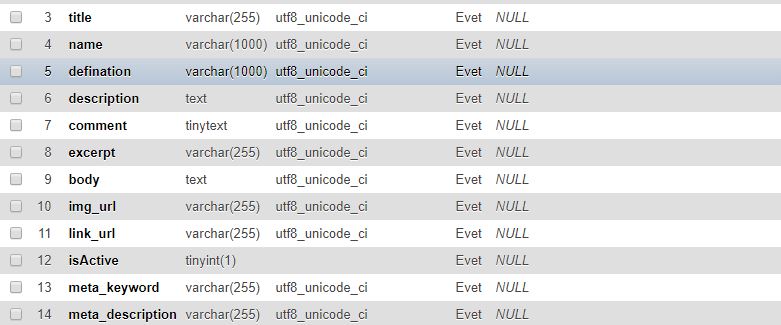 3 title varchar(255) utf8_unicode_ci Evet NULL
4 name varchar(1000) utf8_unicode_ci Evet NULL
5 defination varchar(1000) utf8_unicode_ci Evet NULL
6 description text utf8_unicode_ci Evet NULL
7 comment tinytext utf8_unicode_ci Evet NULL
8 excerpt varchar(255) utf8_unicode_ci Evet NULL
9 body text utf8_unicode_ci Evet NULL
10 img_url varchar(255) utf8_unicode_ci Evet NULL
11 link_url varchar(255) utf8_unicode_ci Evet NULL
12 isActive tinyint(1) Evet NULL
13 meta_keyword varchar(255) utf8_unicode_ci Evet NULL
14 meta_description varchar(255) utf8_unicode_ci Evet NULL